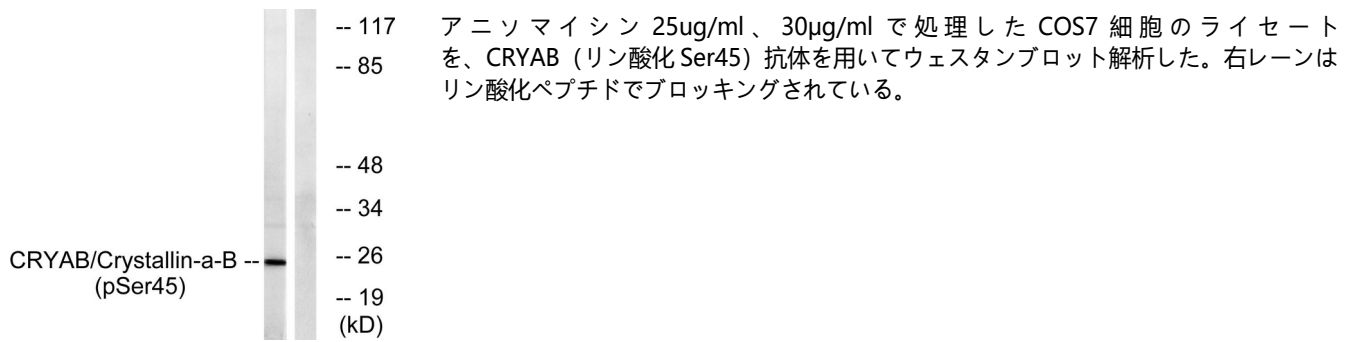 -- 117
-- 85
-- 48
-- 34
CRYAB/Crystallin-a-B --
(pSer45)
-- 26
-- 19
(kD)
アニソマイシン 25ug/ml、30µg/ml で処理した COS7 細胞のライセート
を、CRYAB（リン酸化 Ser45）抗体を用いてウェスタンブロット解析した。右レーンは
リン酸化ペプチドでブロッキングされている。